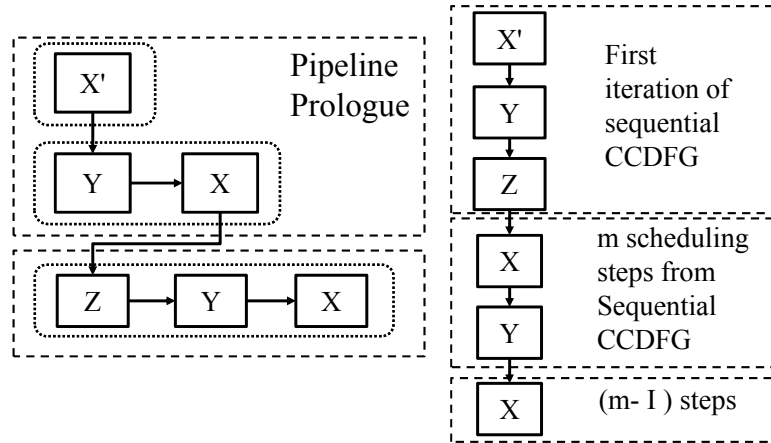 X'
Pipeline
Prologue
Y X
Z Y X
X'
Y
Z
First
iteration of
sequential
CCDFG
X
Y
m scheduling
steps from
Sequential
CCDFG
X
(m- I ) steps